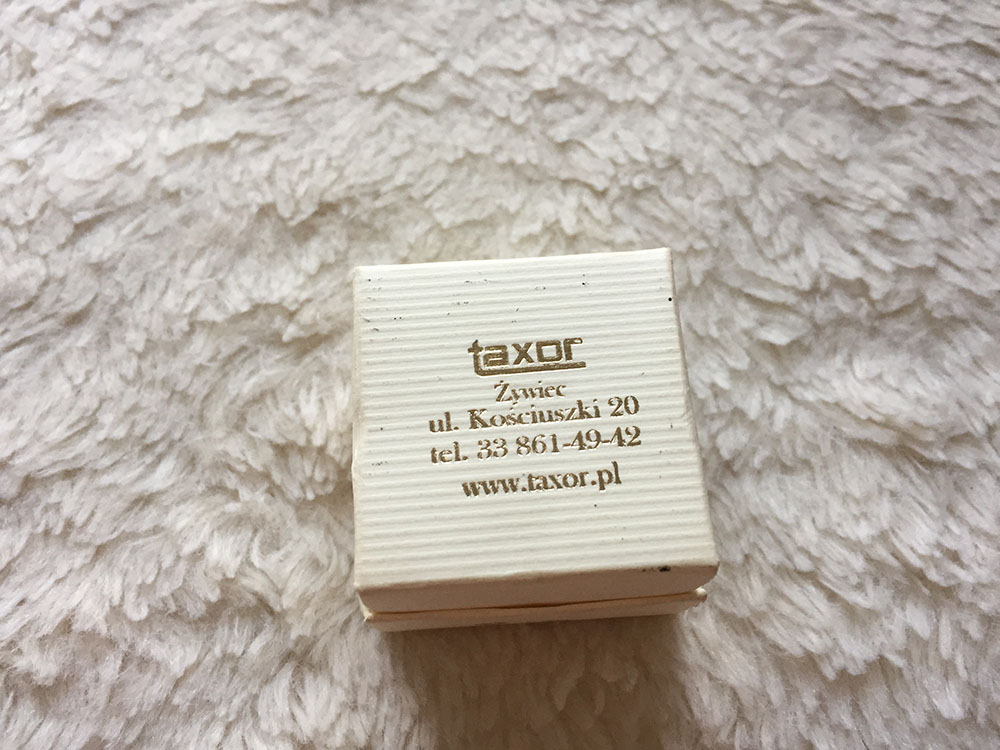 taxor
Żywiec
ul. Kościuszki 20
tel. 33 861-49-42
www.taxor.pl